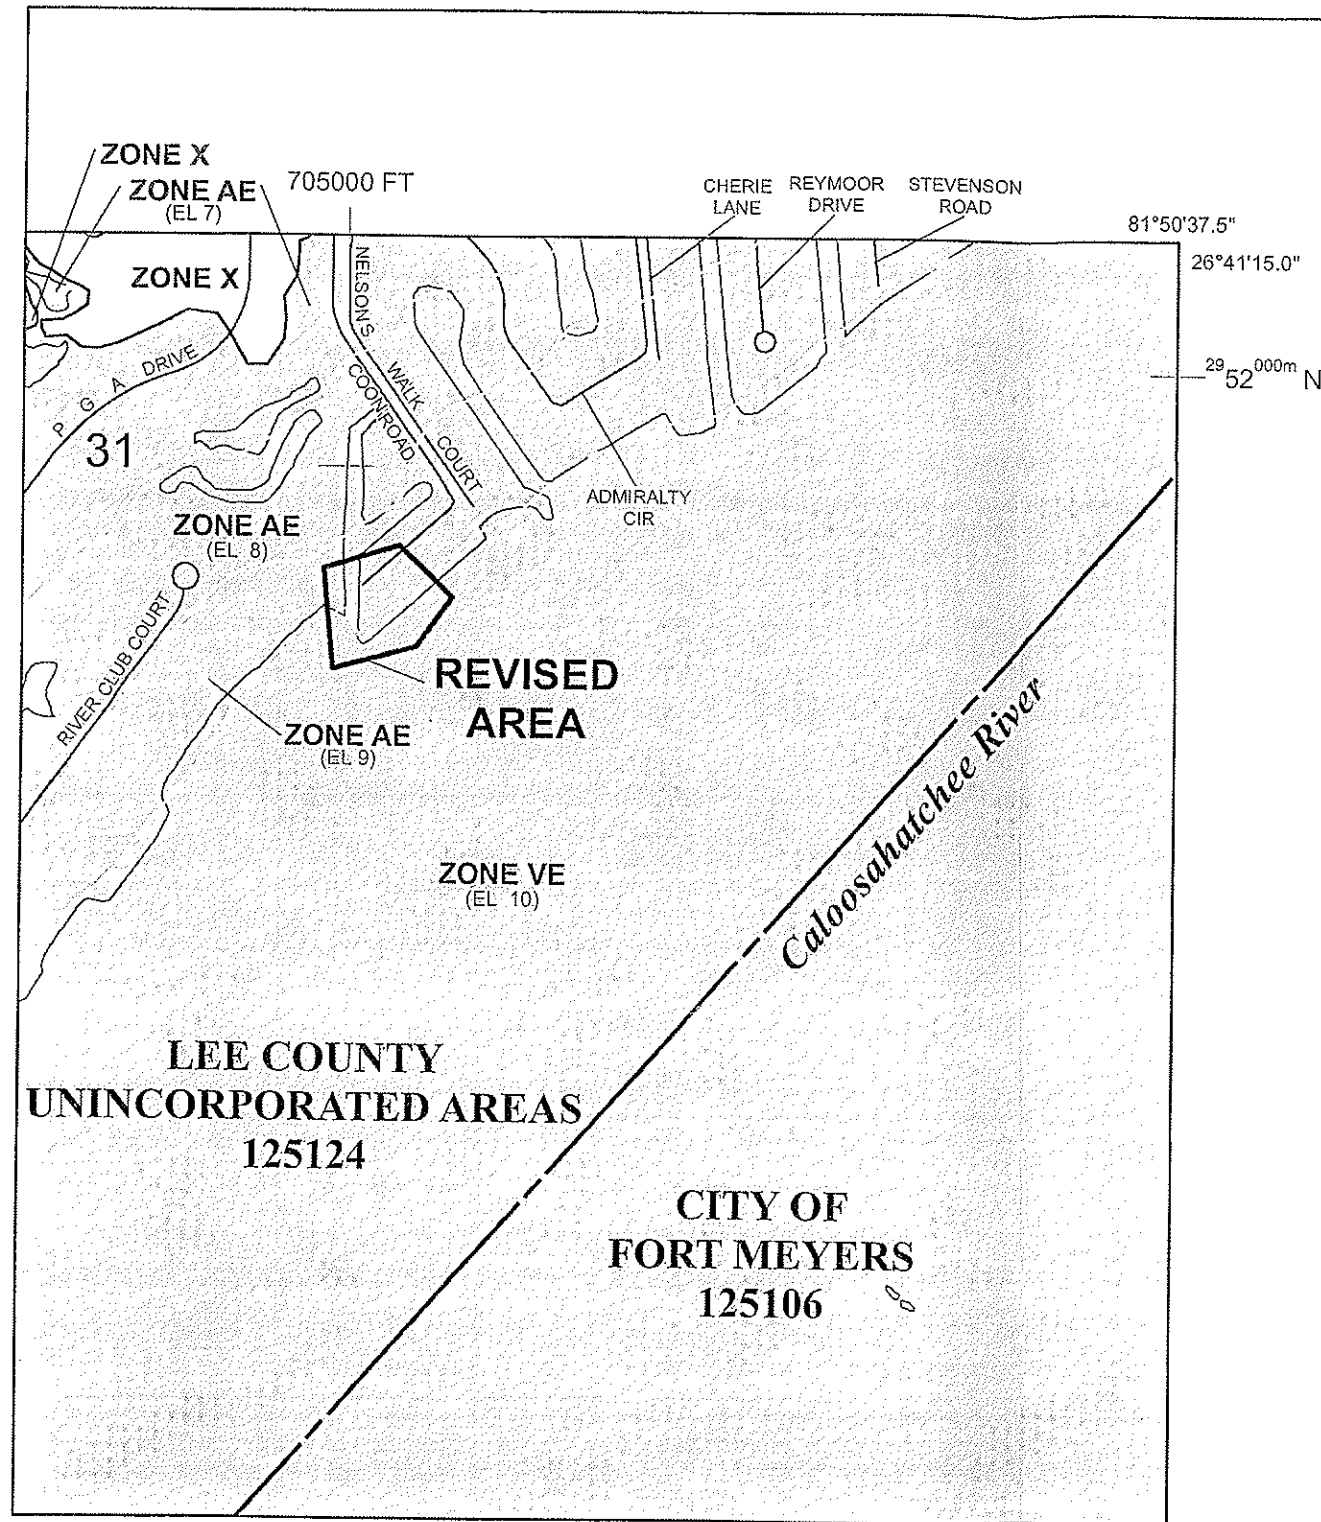 ZONE X
ZONE AE
(EL 7)
705000 FT
CHERIE
LANE
REYMOOR
DRIVE
STEVENSON
ROAD
81°50'37.5"
26°41'15.0"
ZONE X
NELSONS WALK COURT
COON ROAD
PGA DRIVE
2952000m N
31
ADMIRALTY
CIR
ZONE AE
(EL 8)
RIVER CLUB COURT
REVISED
AREA
ZONE AE
(EL 9)
Caloosahatchee River
ZONE VE
(EL 10)
LEE COUNTY
UNINCORPORATED AREAS
125124
CITY OF
FORT MEYERS
125106